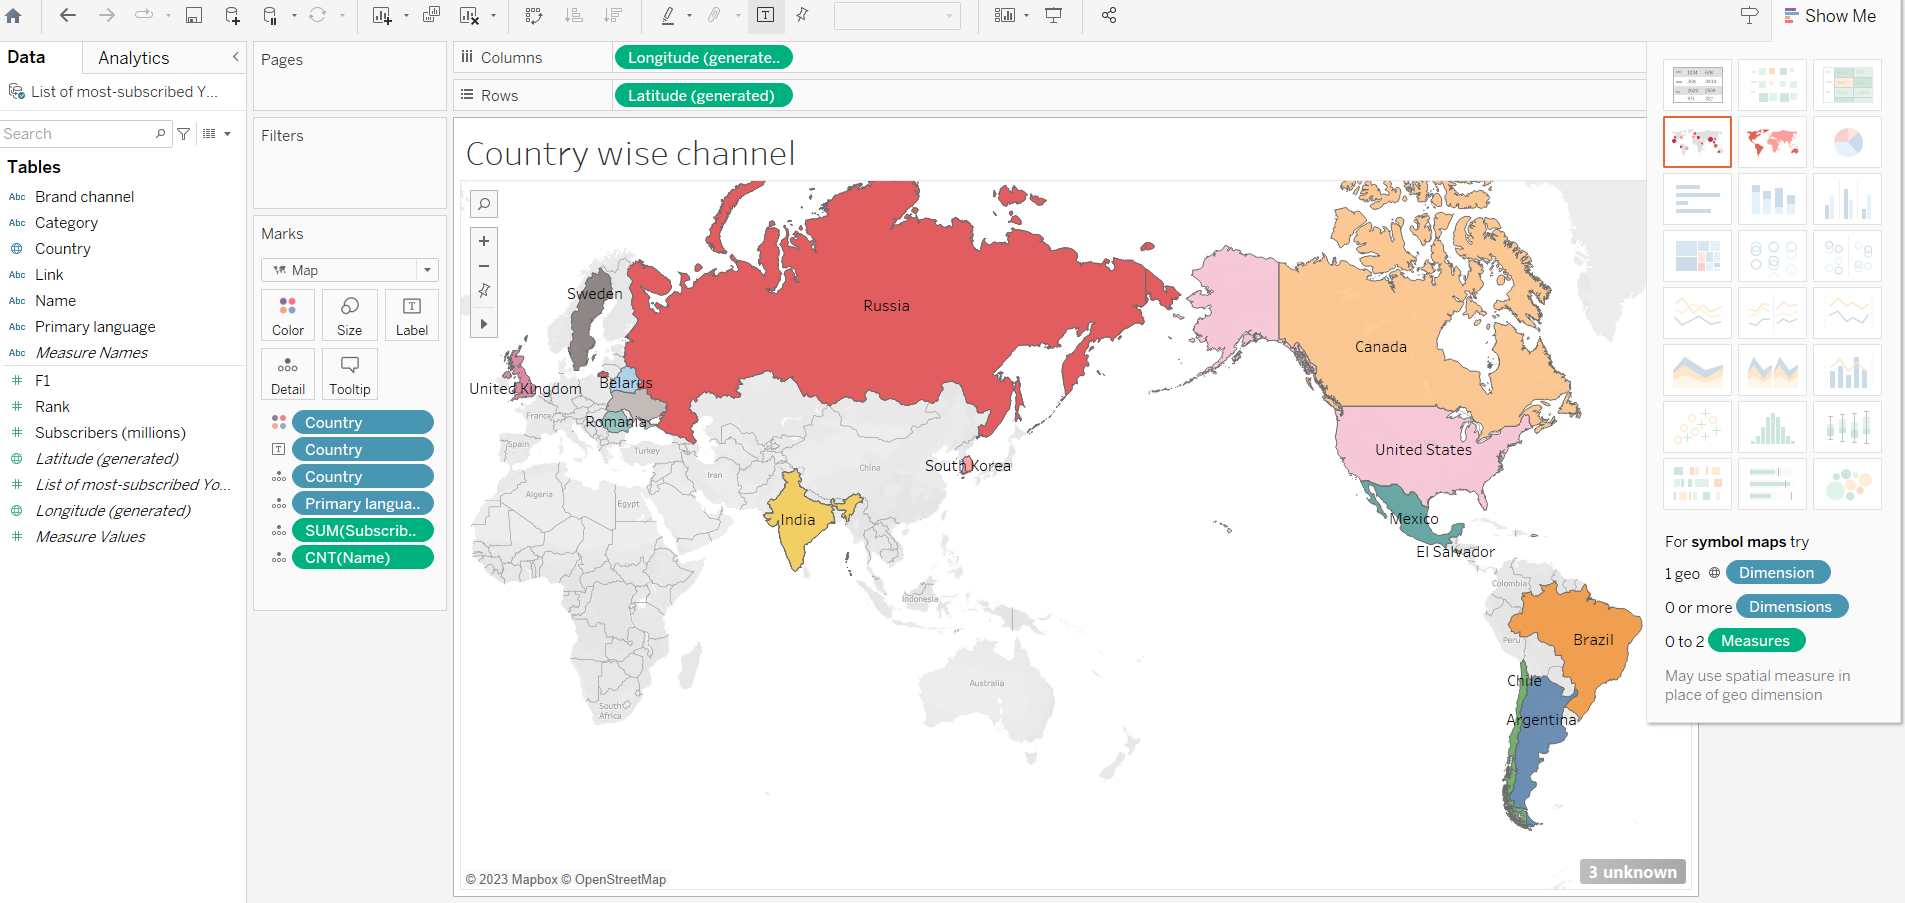 Show Me
Data
Analytics
List of most-subscribed Y...
Search
Tables
Abc Brand channel
Abc Category
Country
Abc Link
Abc Name
Abc Primary language
Abc Measure Names
F1
Rank
Subscribers (millions)
Latitude (generated)
List of most-subscribed Yo...
Longitude (generated)
Measure Values
Pages
Filters
Marks
Map
Color
Size
Label
Detail
Tooltip
Country
Country
Country
Primary langua..
SUM(Subscrib..
CNT(Name)
Columns
Longitude (generate..
Rows
Latitude (generated)
Country wise channel
Sweden
Russia
Canada
United Kingdom
Belarus
France
Romania
Spain
Turkey
United States
South Korea
China
Iran
Algeria
Egypt
India
Mexico
El Salvador
Colombia
Indonesia
Peru
Brazil
Chile
Australia
South
Africa
Argentina
© 2023 Mapbox © OpenStreetMap
3 unknown
For symbol maps try
1 geo Dimension
0 or more Dimensions
0 to 2 Measures
May use spatial measure in
place of geo dimension